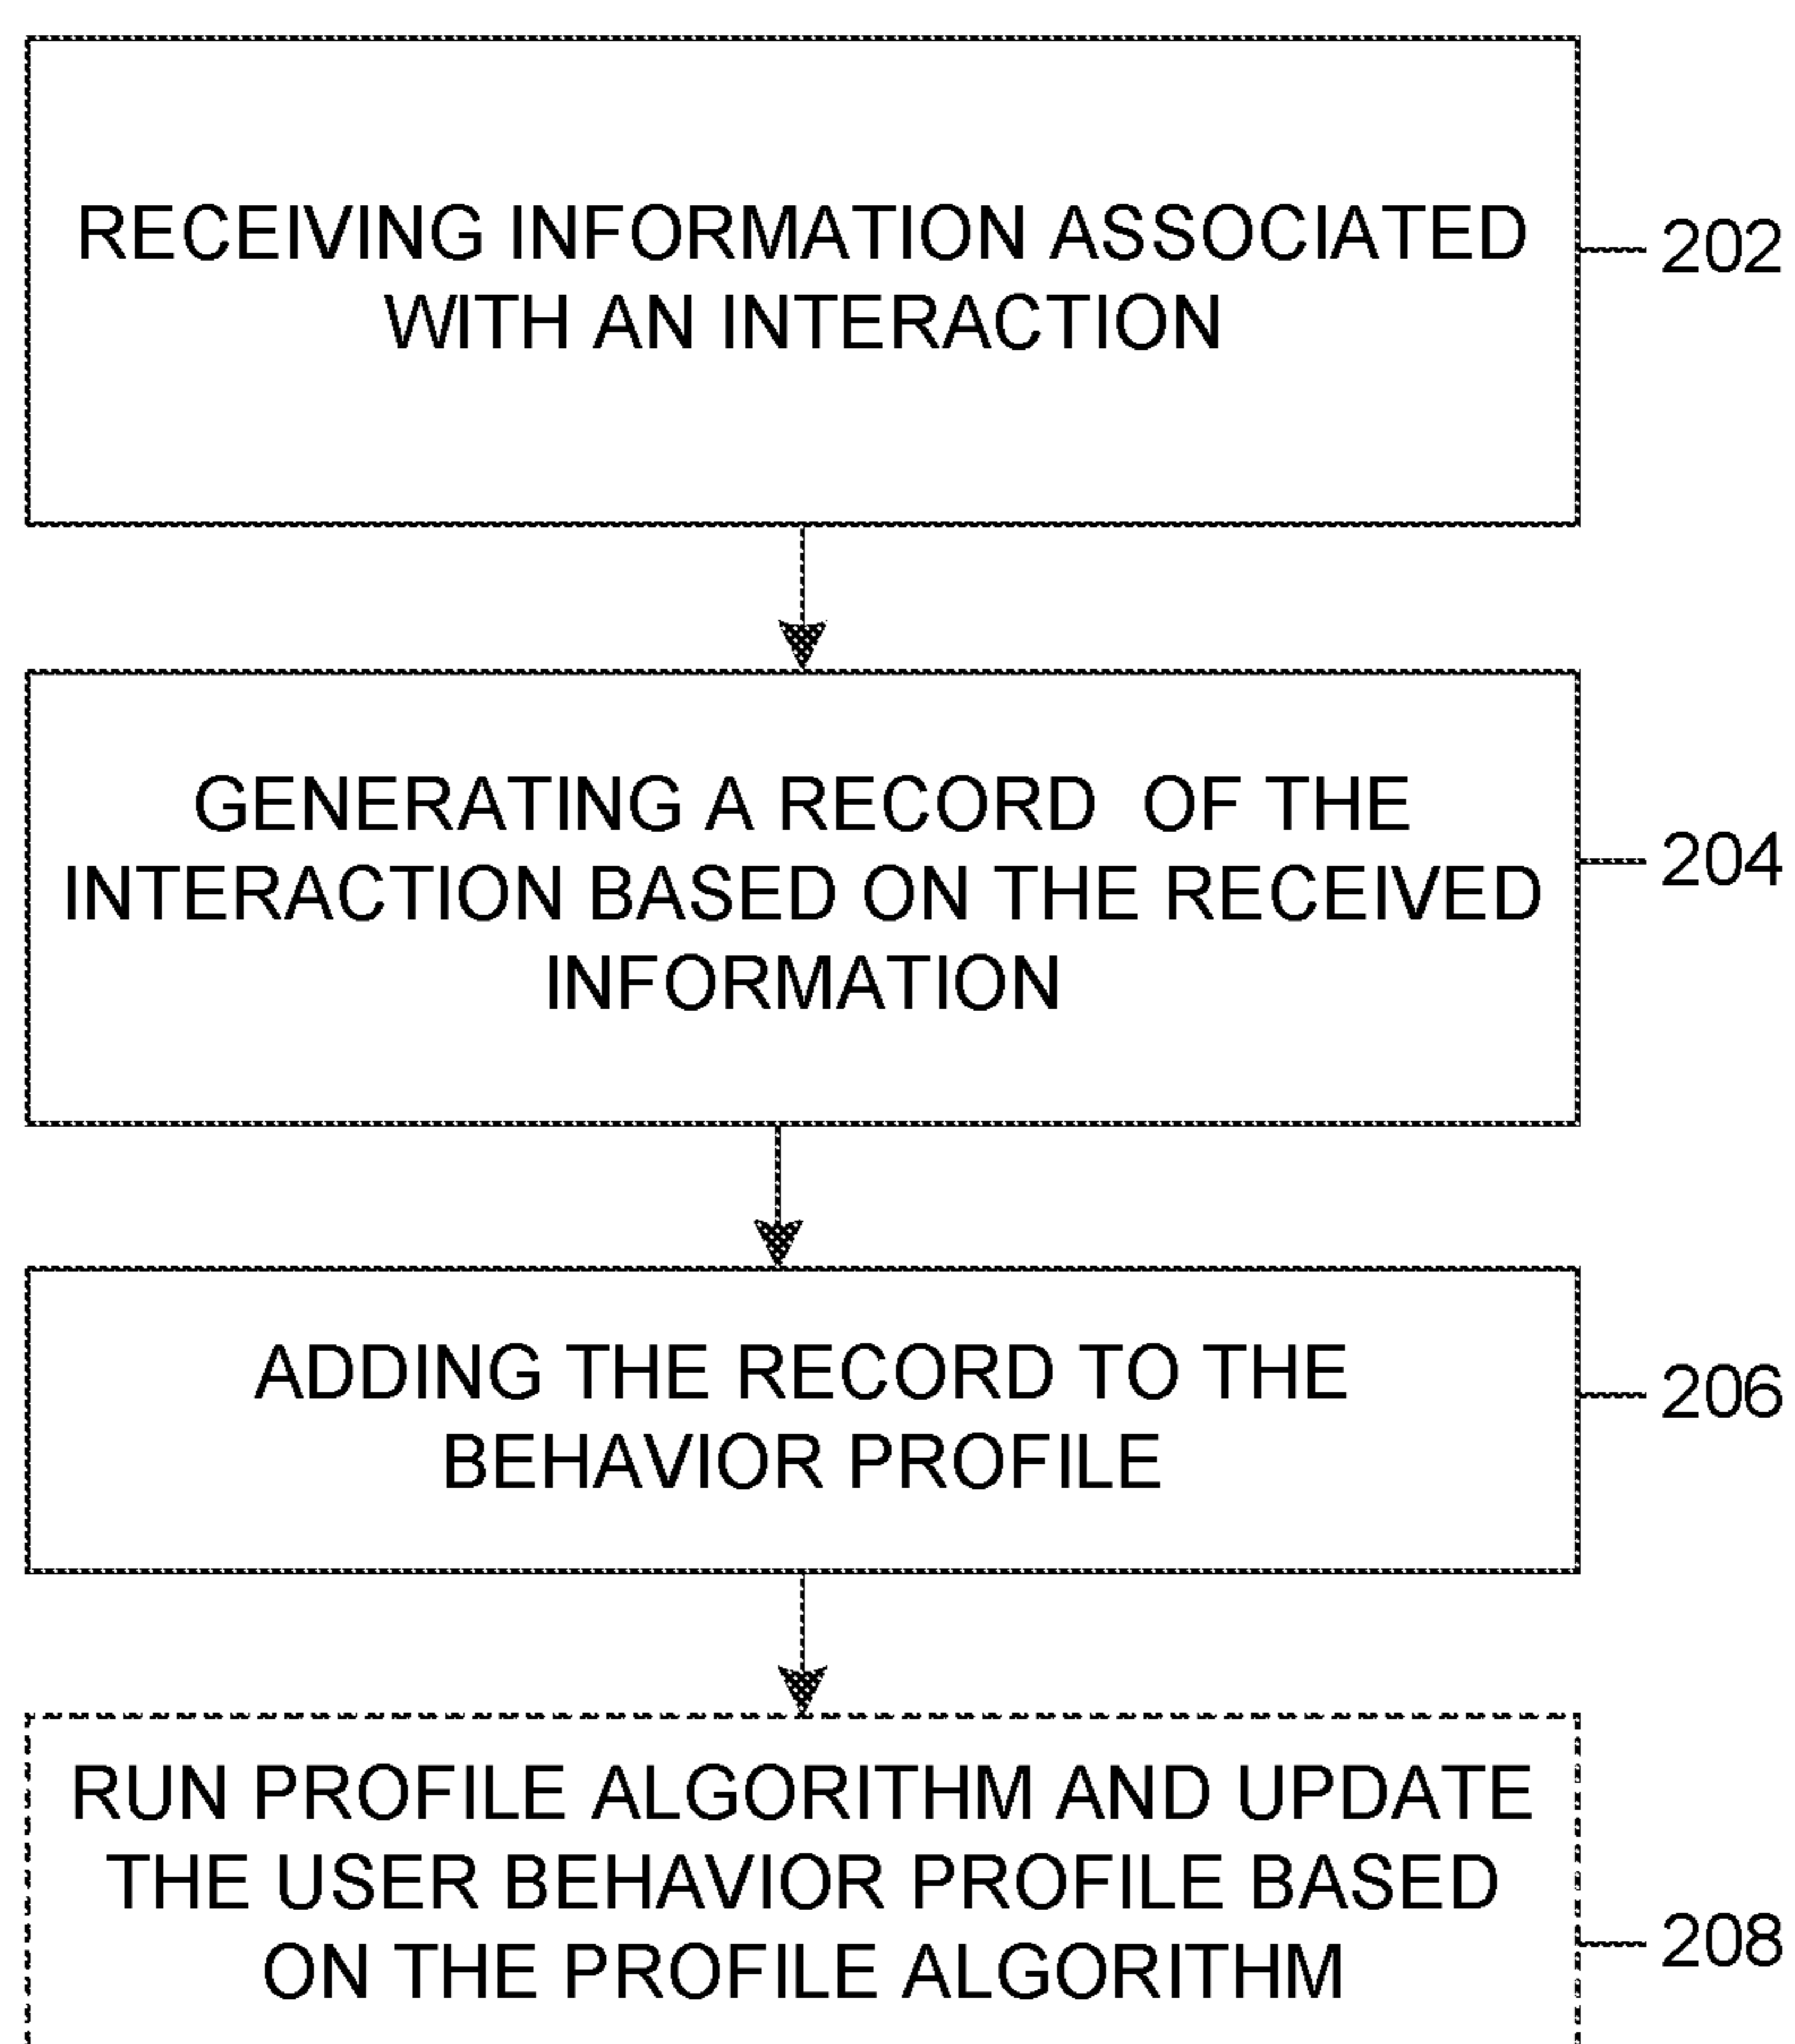 RECEIVING INFORMATION ASSOCIATED
WITH AN INTERACTION
202
GENERATING A RECORD OF THE
INTERACTION BASED ON THE RECEIVED
INFORMATION
204
ADDING THE RECORD TO THE
BEHAVIOR PROFILE
206
RUN PROFILE ALGORITHM AND UPDATE
THE USER BEHAVIOR PROFILE BASED
ON THE PROFILE ALGORITHM
208